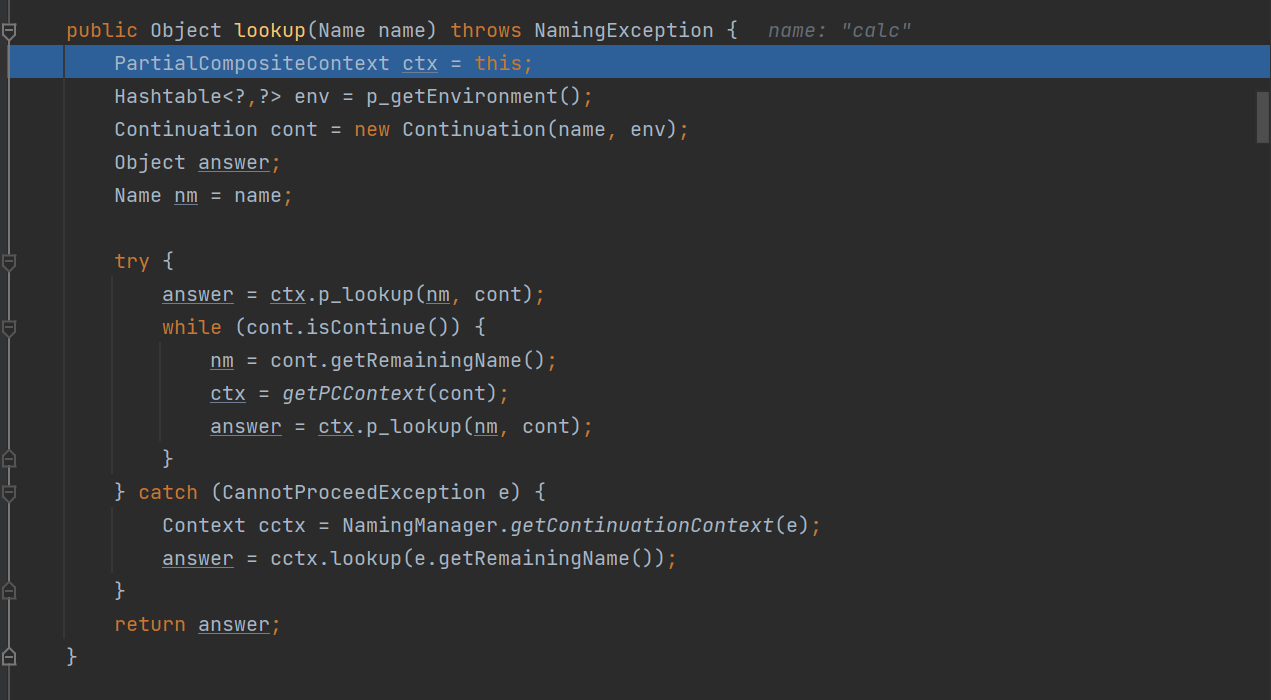 public Object lookup(Name name) throws NamingException {  name: "calc"
    PartialCompositeContext ctx = this;
    Hashtable<?,?> env = p_getEnvironment();
    Continuation cont = new Continuation(name, env);
    Object answer;
    Name nm = name;

    try {
        answer = ctx.p_lookup(nm, cont);
        while (cont.isContinue()) {
            nm = cont.getRemainingName();
            ctx = getPCContext(cont);
            answer = ctx.p_lookup(nm, cont);
        }
    } catch (CannotProceedException e) {
        Context cctx = NamingManager.getContinuationContext(e);
        answer = cctx.lookup(e.getRemainingName());
    }
    return answer;
}